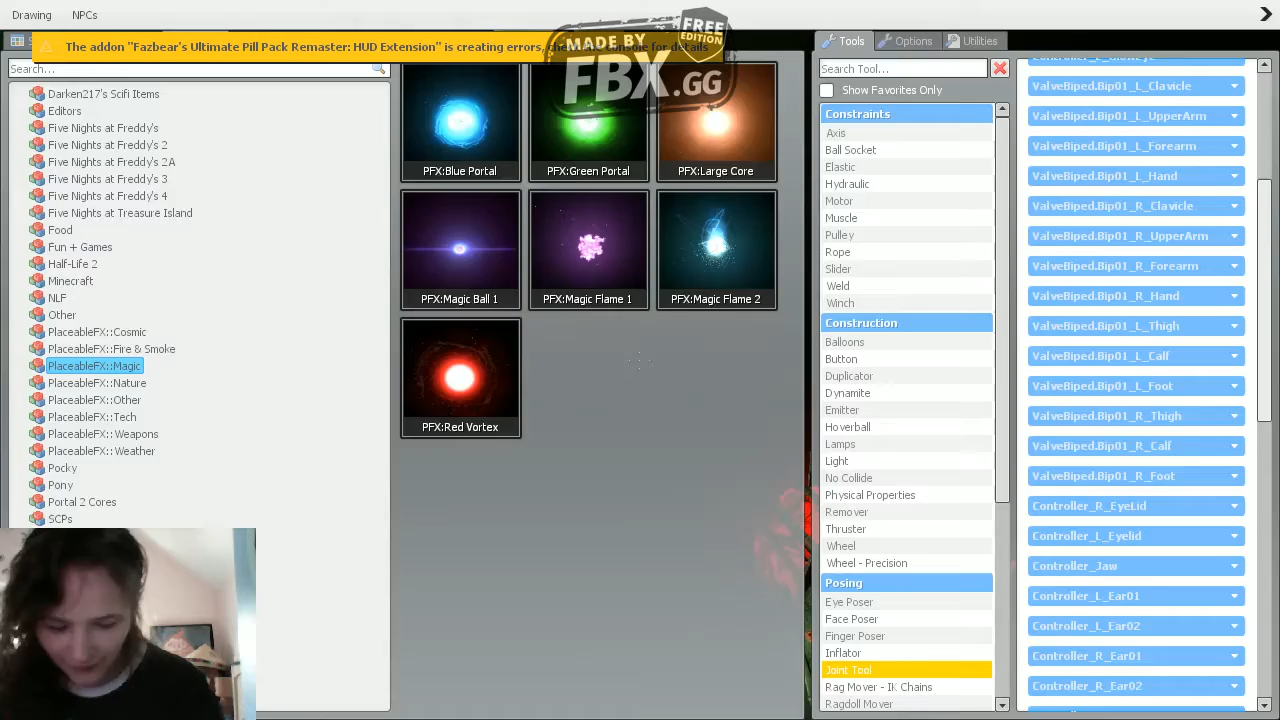 Drawing NPCs
The addon "Fazbear's Ultimate Pill Pack Remaster: HUD Extension" is creating errors, check the console for details
MADE BY
FREE
EDITION
FBX.GG
Search...
Darken217's Scifi Items
Editors
Five Nights at Freddy's
Five Nights at Freddy's 2
Five Nights at Freddy's 2A
Five Nights at Freddy's 3
Five Nights at Freddy's 4
Five Nights at Treasure Island
Food
Fun + Games
Half-Life 2
Minecraft
NLF
Other
PlaceableFX::Cosmic
PlaceableFX::Fire & Smoke
PlaceableFX::Magic
PlaceableFX::Nature
PlaceableFX::Other
PlaceableFX::Tech
PlaceableFX::Weapons
PlaceableFX::Weather
Pocky
Pony
Portal 2 Cores
SCPs
PFX:Blue Portal
PFX:Green Portal
PFX:Large Core
PFX:Magic Ball 1
PFX:Magic Flame 1
PFX:Magic Flame 2
PFX:Red Vortex
Tools Options Utilities
Search Tool...
Show Favorites Only
Constraints
Axis
Ball Socket
Elastic
Hydraulic
Motor
Muscle
Pulley
Rope
Slider
Weld
Winch
Construction
Balloons
Button
Duplicator
Dynamite
Emitter
Hoverball
Lamps
Light
No Collide
Physical Properties
Remover
Thruster
Wheel
Wheel - Precision
Posing
Eye Poser
Face Poser
Finger Poser
Inflator
Joint Tool
Rag Mover - IK Chains
Ragdoll Mover
ValveBiped.Bip01_L_Clavicle
ValveBiped.Bip01_L_UpperArm
ValveBiped.Bip01_L_Forearm
ValveBiped.Bip01_L_Hand
ValveBiped.Bip01_R_Clavicle
ValveBiped.Bip01_R_UpperArm
ValveBiped.Bip01_R_Forearm
ValveBiped.Bip01_R_Hand
ValveBiped.Bip01_L_Thigh
ValveBiped.Bip01_L_Calf
ValveBiped.Bip01_L_Foot
ValveBiped.Bip01_R_Thigh
ValveBiped.Bip01_R_Calf
ValveBiped.Bip01_R_Foot
Controller_R_EyeLid
Controller_L_Eyelid
Controller_Jaw
Controller_L_Ear01
Controller_L_Ear02
Controller_R_Ear01
Controller_R_Ear02